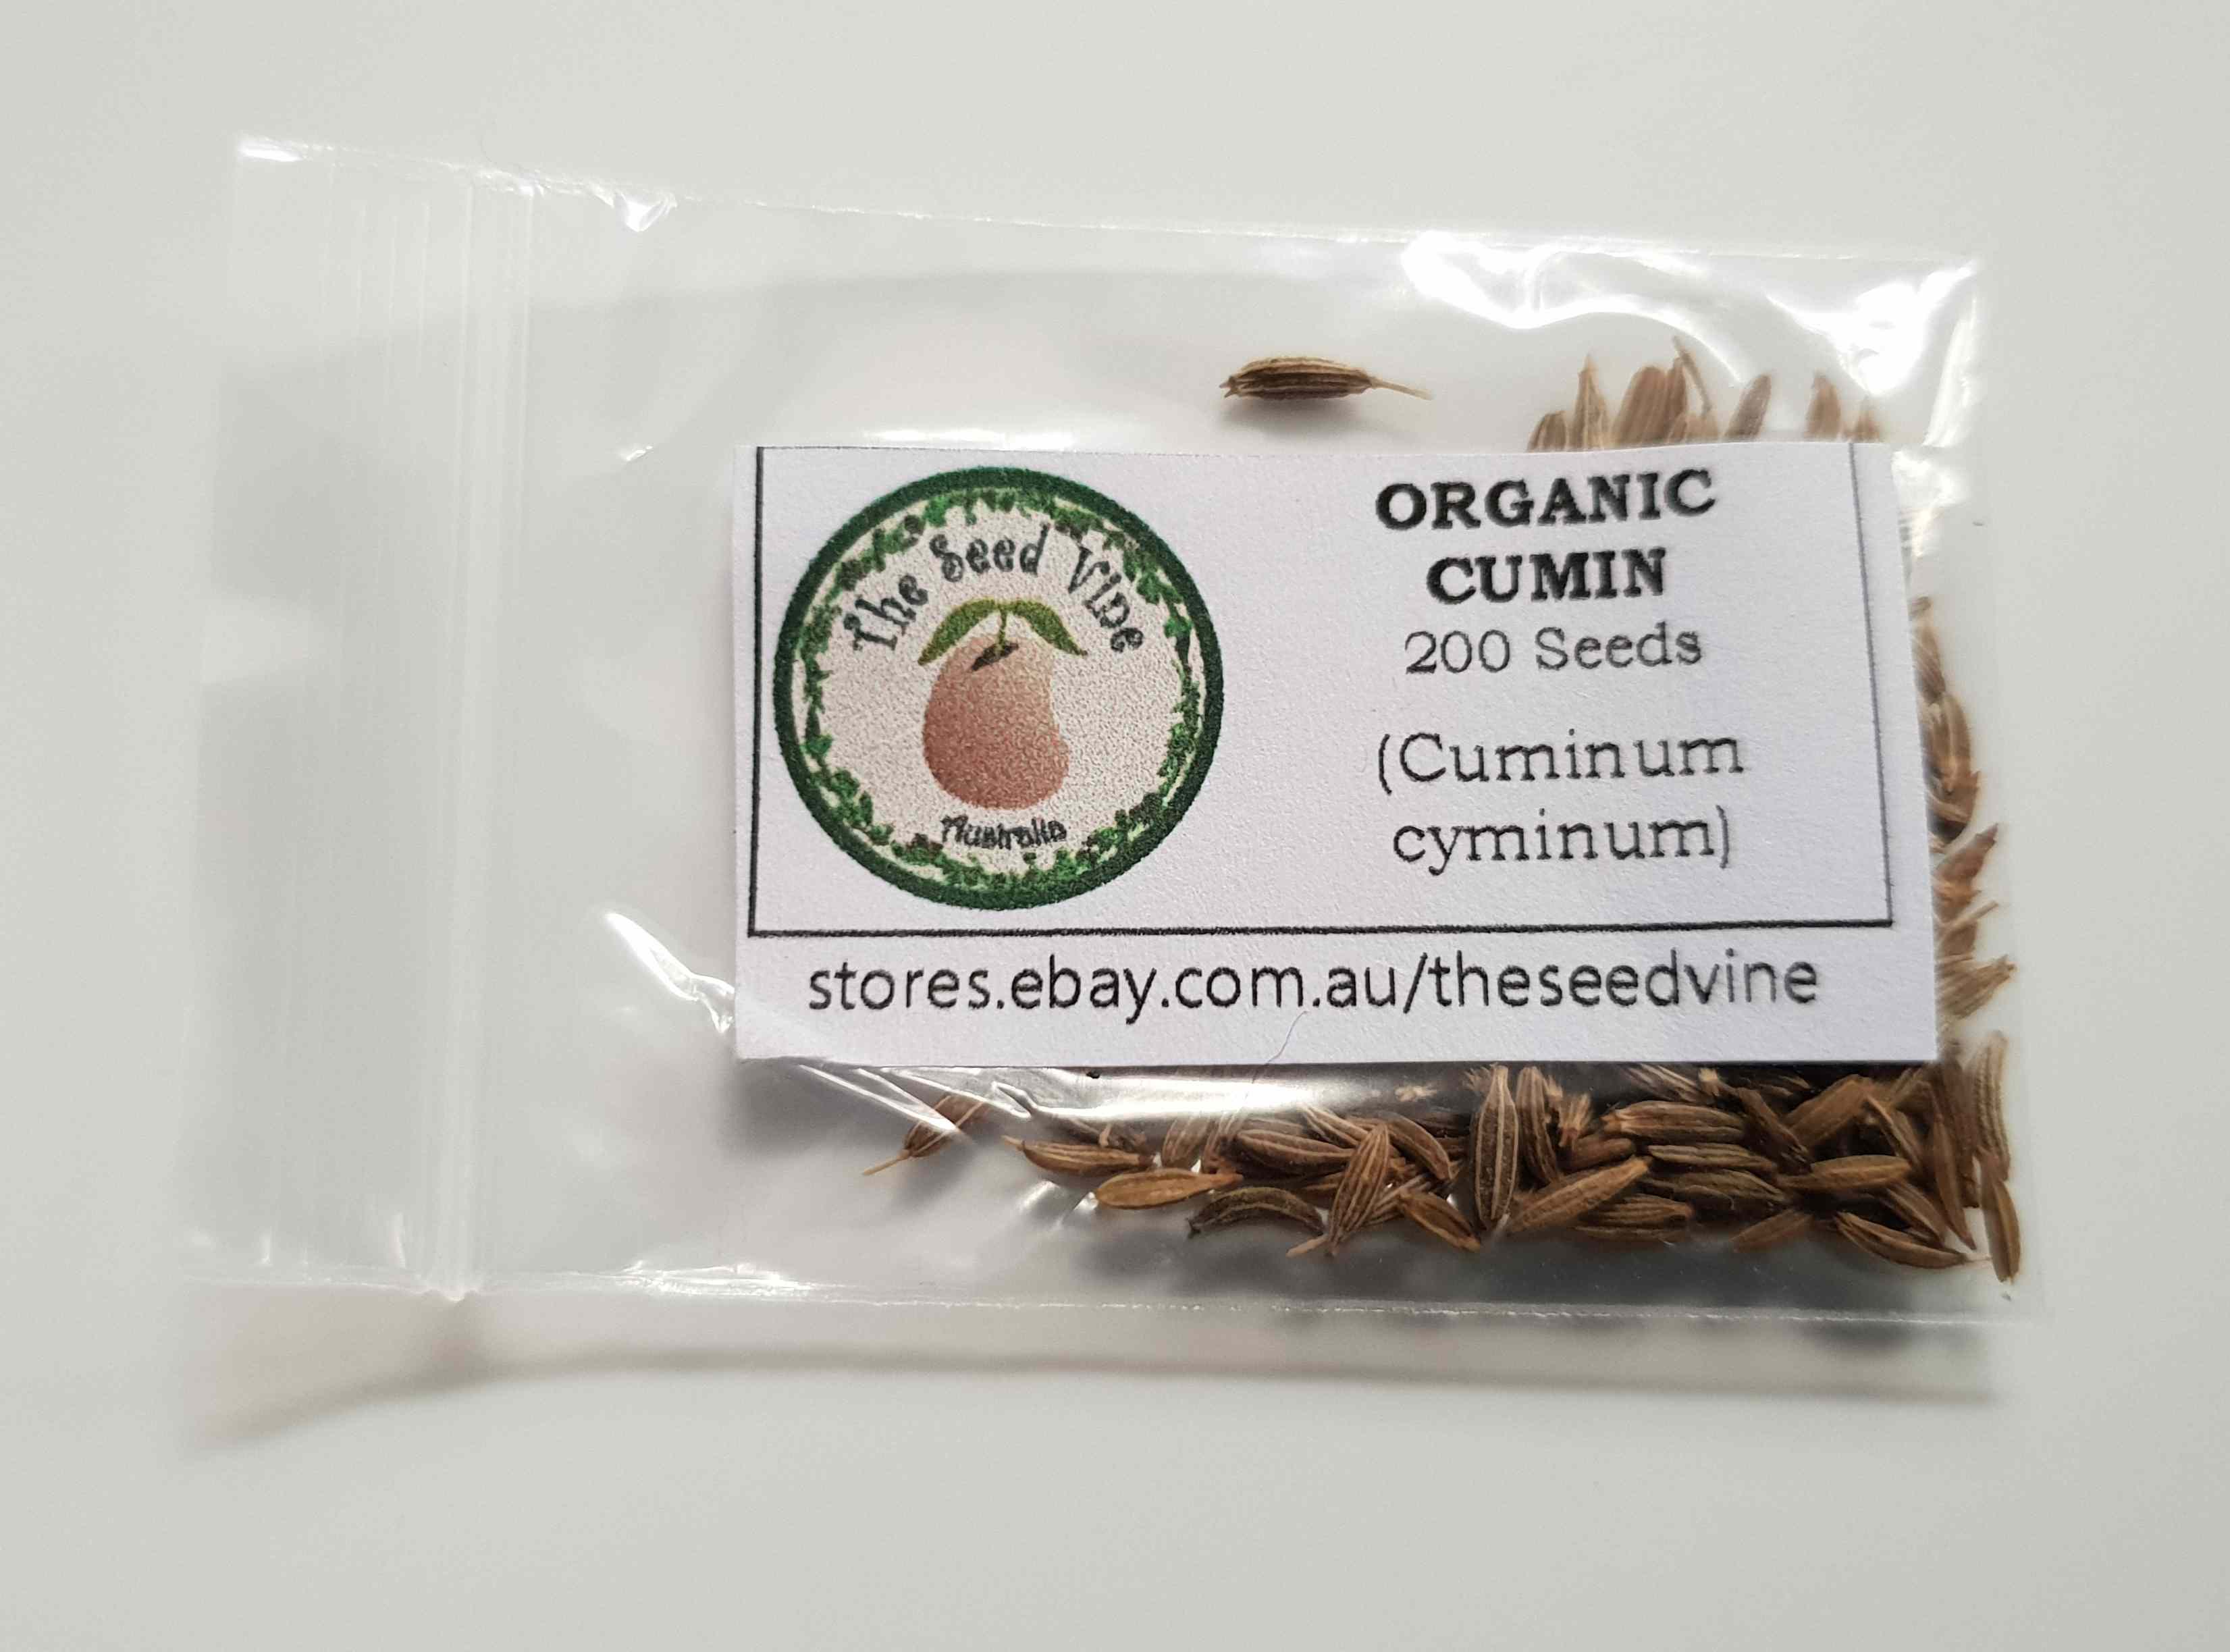 The Seed Vine
Australia
ORGANIC
CUMIN
200 Seeds
(Cuminum
cyminum)
stores.ebay.com.au/theseedvine